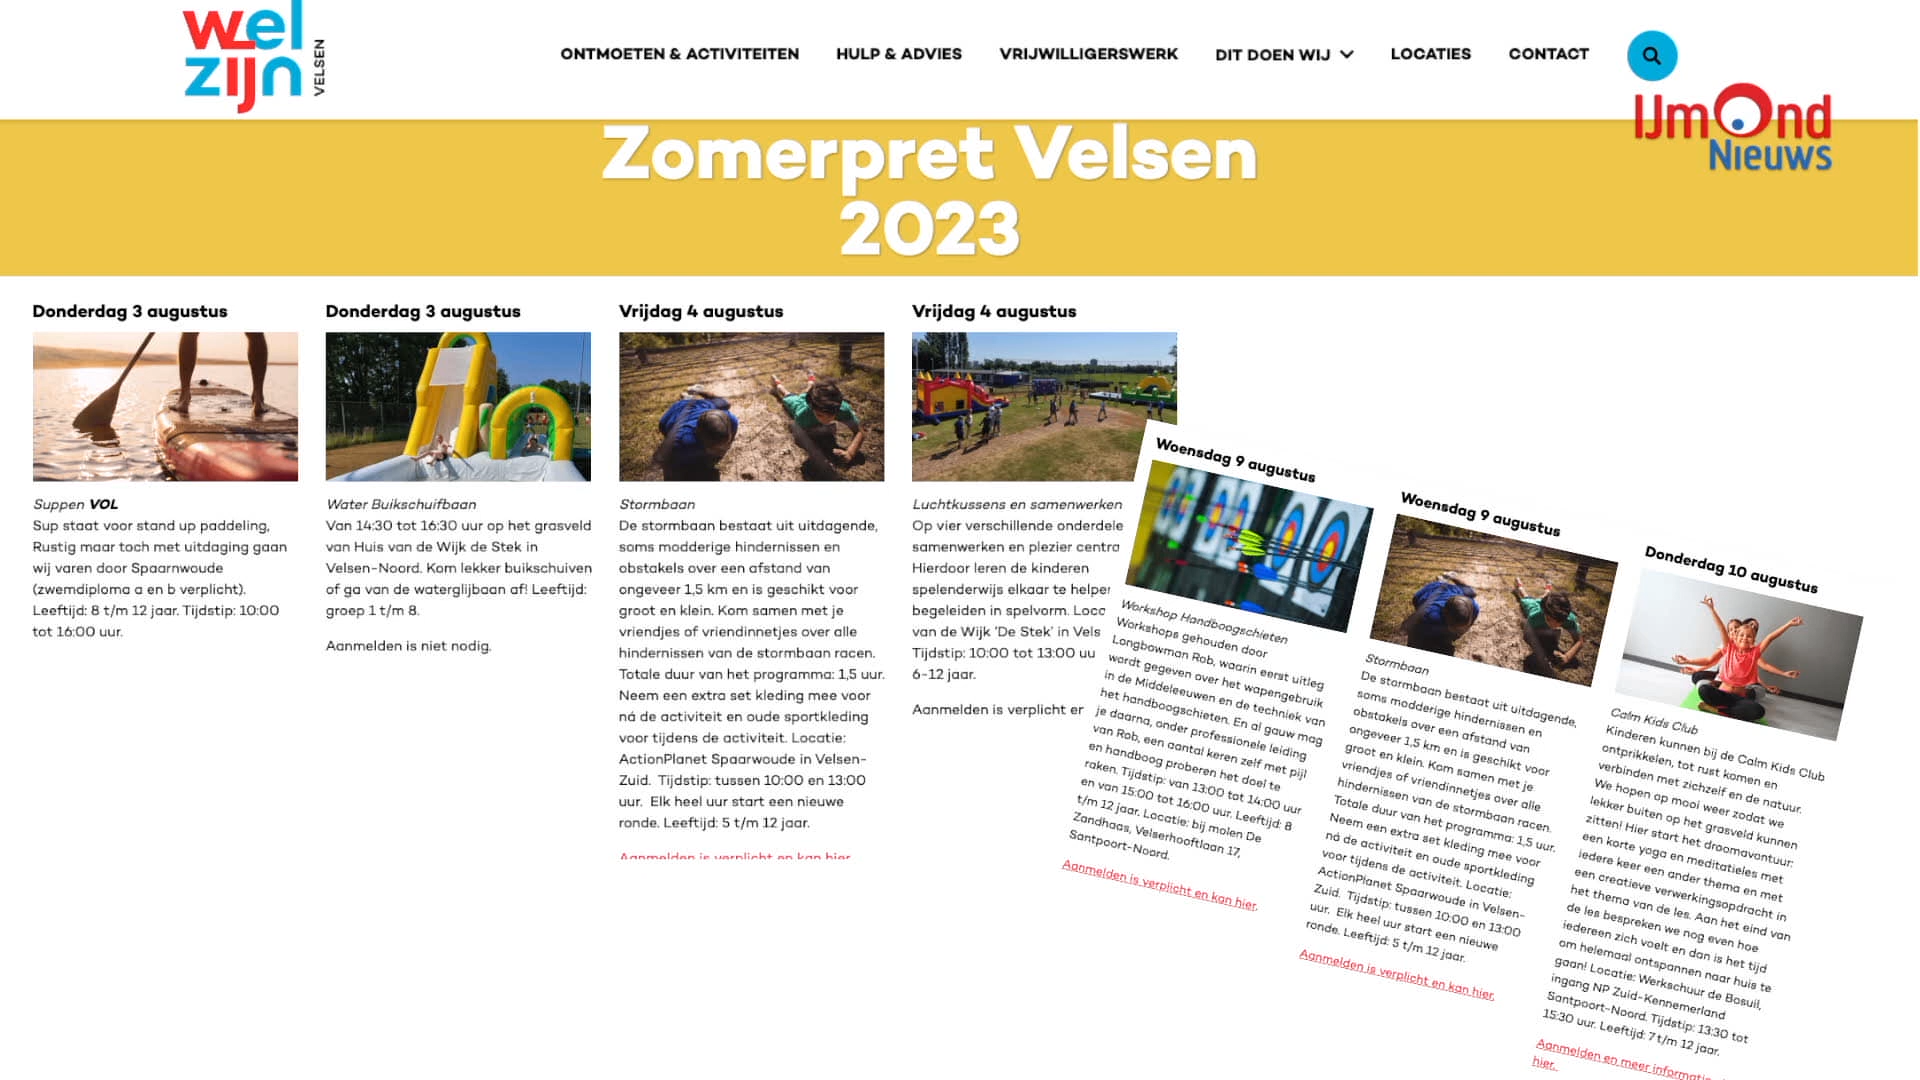 wel
zijn
VELSEN
ONTMOETEN & ACTIVITEITEN
HULP & ADVIES
VRIJWILLIGERSWERK
DIT DOEN WIJ
LOCATIES
CONTACT
IJmOnd
Nieuws
Zomerpret Velsen
2023
Donderdag 3 augustus
Suppen VOL
Sup staat voor stand up paddeling,
Rustig maar toch met uitdaging gaan
wij varen door Spaarnwoude
(zwemdiploma a en b verplicht).
Leeftijd: 8 t/m 12 jaar. Tijdstip: 10:00
tot 16:00 uur.
Donderdag 3 augustus
Water Buikschuifbaan
Van 14:30 tot 16:30 uur op het grasveld
van Huis van de Wijk de Stek in
Velsen-Noord. Kom lekker buikschuiven
of ga van de waterglijbaan af! Leeftijd:
groep 1 t/m 8.
Aanmelden is niet nodig.
Vrijdag 4 augustus
Stormbaan
De stormbaan bestaat uit uitdagende,
soms modderige hindernissen en
obstakels over een afstand van
ongeveer 1,5 km en is geschikt voor
groot en klein. Kom samen met je
vriendjes of vriendinnetjes over alle
hindernissen van de stormbaan racen.
Totale duur van het programma: 1,5 uur.
Neem een extra set kleding mee voor
ná de activiteit en oude sportkleding
voor tijdens de activiteit. Locatie:
ActionPlanet Spaarwoude in Velsen-
Zuid. Tijdstip: tussen 10:00 en 13:00
uur. Elk heel uur start een nieuwe
ronde. Leeftijd: 5 t/m 12 jaar.
Aanmelden is verplicht en kan hier
Vrijdag 4 augustus
Luchtkussens en samenwerken
Op vier verschillende onderdele
samenwerken en plezier centra
Hierdoor leren de kinderen
spelenderwijs elkaar te helpe
begeleiden in spelvorm. Loca
van de Wijk 'De Stek' in Vels
Tijdstip: 10:00 tot 13:00 uu
6-12 jaar.
Aanmelden is verplicht er
Woensdag 9 augustus
Workshop Handboogschieten
Workshops gehouden door
Longbowman Rob, waarin eerst uitleg
wordt gegeven over het wapengebruik
in de Middeleeuwen en de techniek van
het handboogschieten. En al gauw mag
je daarna, onder professionele leiding
van Rob, een aantal keren zelf met pijl
en handboog proberen het doel te
raken. Tijdstip: van 13:00 tot 14:00 uur
en van 15:00 tot 16:00 uur. Leeftijd: 8
t/m 12 jaar. Locatie: bij molen De
Zandhaas, Velserhooftlaan 17,
Santpoort-Noord.
Aanmelden is verplicht en kan hier.
Woensdag 9 augustus
Stormbaan
De stormbaan bestaat uit uitdagende,
soms modderige hindernissen en
obstakels over een afstand van
ongeveer 1,5 km en is geschikt voor
groot en klein. Kom samen met je
vriendjes of vriendinnetjes over alle
hindernissen van de stormbaan racen.
Totale duur van het programma: 1,5 uur.
Neem een extra set kleding mee voor
ná de activiteit en oude sportkleding
voor tijdens de activiteit. Locatie:
ActionPlanet Spaarwoude in Velsen-
Zuid. Tijdstip: tussen 10:00 en 13:00
uur. Elk heel uur start een nieuwe
ronde. Leeftijd: 5 t/m 12 jaar.
Aanmelden is verplicht en kan hier.
Donderdag 10 augustus
Calm Kids Club
Kinderen kunnen bij de Calm Kids Club
ontprikkelen, tot rust komen en
verbinden met zichzelf en de natuur.
We hopen op mooi weer zodat we
lekker buiten op het grasveld kunnen
zitten! Hier start het droomavontuur:
een korte yoga en meditatieles met
iedere keer een ander thema en met
een creatieve verwerkingsopdracht in
het thema van de les. Aan het eind van
de les bespreken we nog even hoe
iedereen zich voelt en dan is het tijd
om helemaal ontspannen naar huis te
gaan! Locatie: Werkschuur de Bosuil,
ingang NP Zuid-Kennemerland
Santpoort-Noord. Tijdstip: 13:30 tot
15:30 uur. Leeftijd: 7 t/m 12 jaar.
Aanmelden en meer informatie
hier.